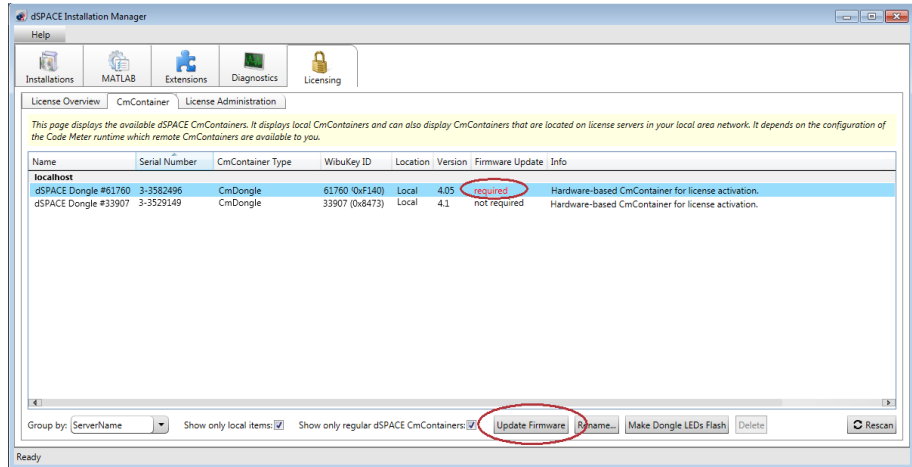 dSPACE Installation Manager
Help
Installations MATLAB Extensions Diagnostics Licensing
License Overview CmContainer License Administration
This page displays the available dSPACE CmContainers. It displays local CmContainers and can also display CmContainers that are located on license servers in your local area network. It depends on the configuration of
the Code Meter runtime which remote CmContainers are available to you.
Name Serial Number CmContainer Type WibuKey ID Location Version Firmware Update Info
localhost
dSPACE Dongle #61760 3-3582496 CmDongle 61760 (0xF140) Local 4.05 required Hardware-based CmContainer for license activation.
dSPACE Dongle #33907 3-3529149 CmDongle 33907 (0x8473) Local 4.1 not required Hardware-based CmContainer for license activation.
Group by: ServerName Show only local items: Show only regular dSPACE CmContainers: Update Firmware Rename... Make Dongle LEDs Flash Delete Rescan
Ready